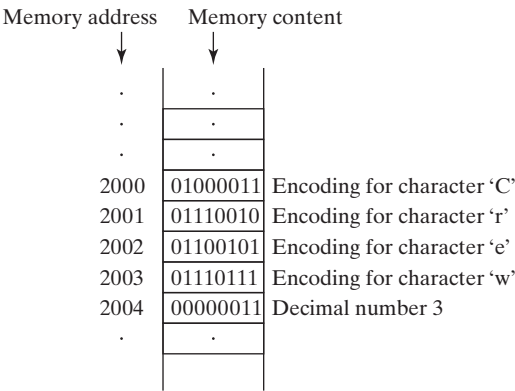 Memory address Memory content
. .
. .
. .
2000 01000011 Encoding for character ‘C’
2001 01110010 Encoding for character ‘r’
2002 01100101 Encoding for character ‘e’
2003 01110111 Encoding for character ‘w’
2004 00000011 Decimal number 3
. .